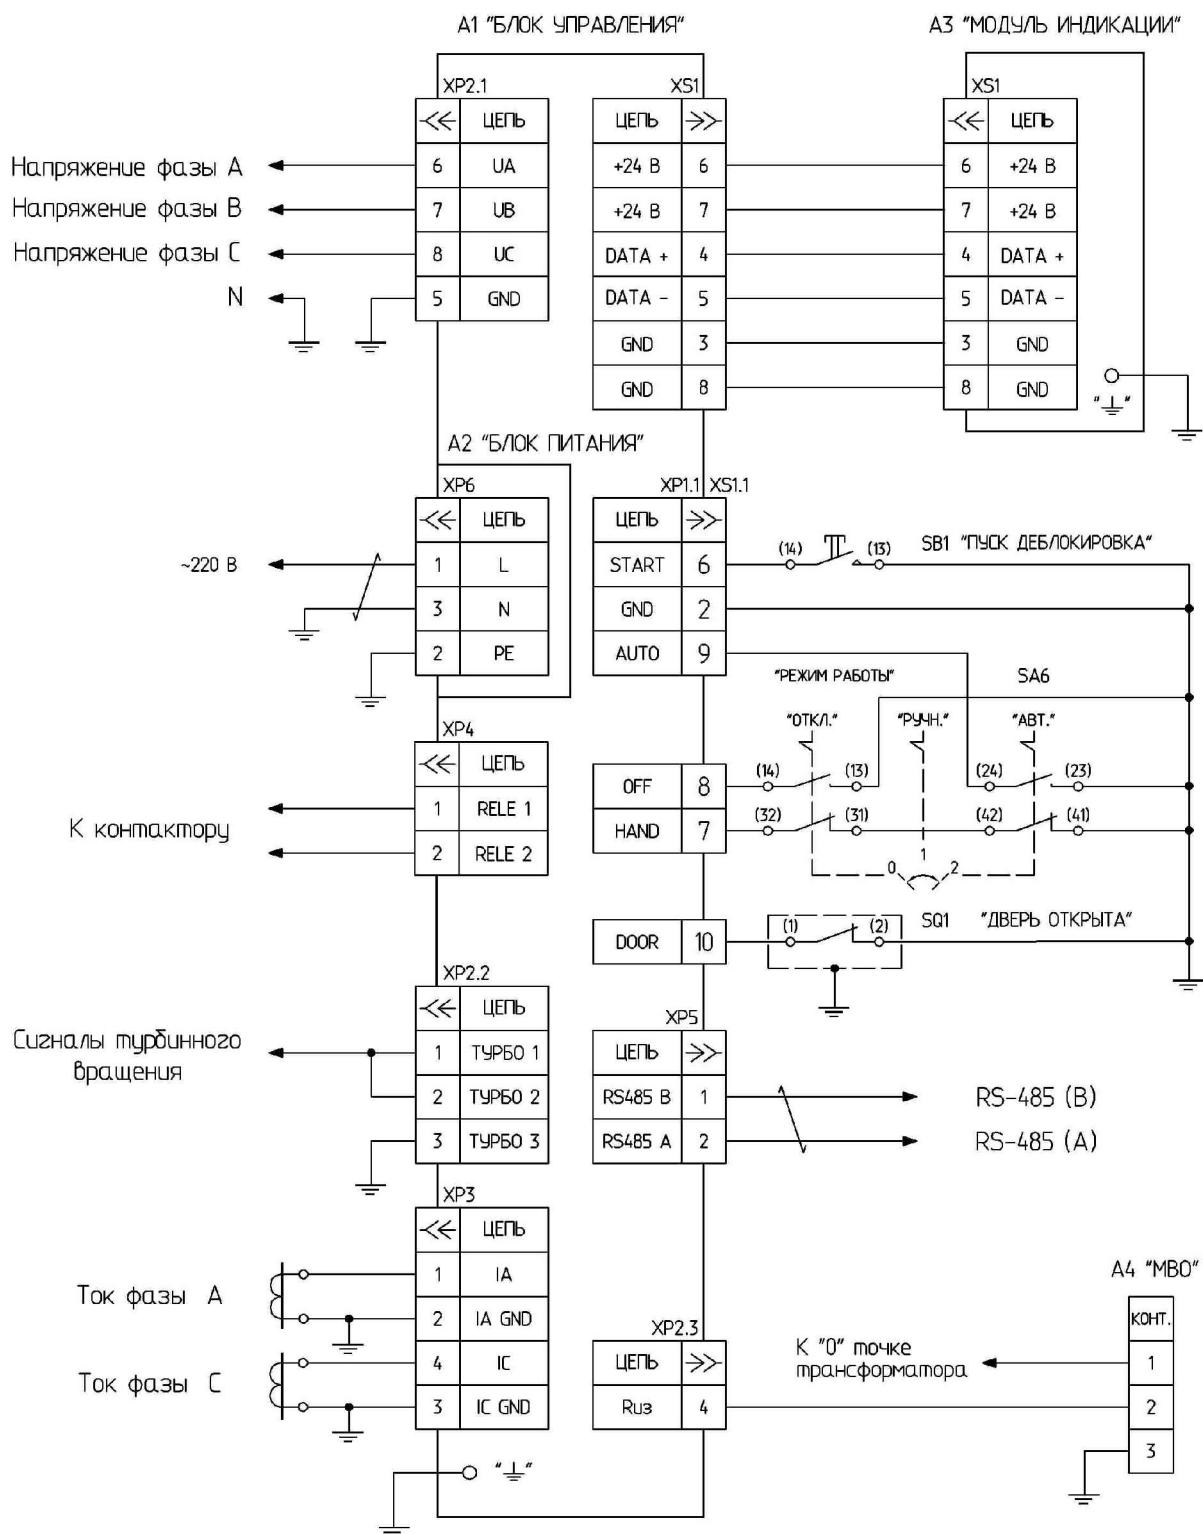 А1 "БЛОК УПРАВЛЕНИЯ"
А3 "МОДУЛЬ ИНДИКАЦИИ"
XP2.1
ЦЕПЬ
6 UA
7 UB
8 UC
5 GND
Напряжение фазы А
Напряжение фазы В
Напряжение фазы С
N
XS1
ЦЕПЬ
+24 В 6
+24 В 7
DATA + 4
DATA - 5
GND 3
GND 8
XS1
ЦЕПЬ
6 +24 В
7 +24 В
4 DATA +
5 DATA -
3 GND
8 GND
"⏚"
А2 "БЛОК ПИТАНИЯ"
XP6
ЦЕПЬ
1 L
3 N
2 PE
~220 В
XP1.1 XS1.1
ЦЕПЬ
START 6
GND 2
AUTO 9
OFF 8
HAND 7
DOOR 10
(14) (13) SB1 "ПУСК ДЕБЛОКИРОВКА"
"РЕЖИМ РАБОТЫ" SA6
"ОТКЛ." "РУЧН." "АВТ."
(14) (13) (24) (23)
(32) (31) (42) (41)
0 1 2
(1) (2) SQ1 "ДВЕРЬ ОТКРЫТА"
XP4
ЦЕПЬ
1 RELE 1
2 RELE 2
К контактору
XP2.2
ЦЕПЬ
1 ТУРБО 1
2 ТУРБО 2
3 ТУРБО 3
Сигналы турбинного
вращения
XP5
ЦЕПЬ
RS485 B 1
RS485 A 2
RS-485 (B)
RS-485 (A)
XP3
ЦЕПЬ
1 IA
2 IA GND
4 IC
3 IC GND
Ток фазы А
Ток фазы С
"⏚"
XP2.3
ЦЕПЬ
Rиз 4
К "0" точке
трансформатора
А4 "МВО"
КОНТ.
1
2
3